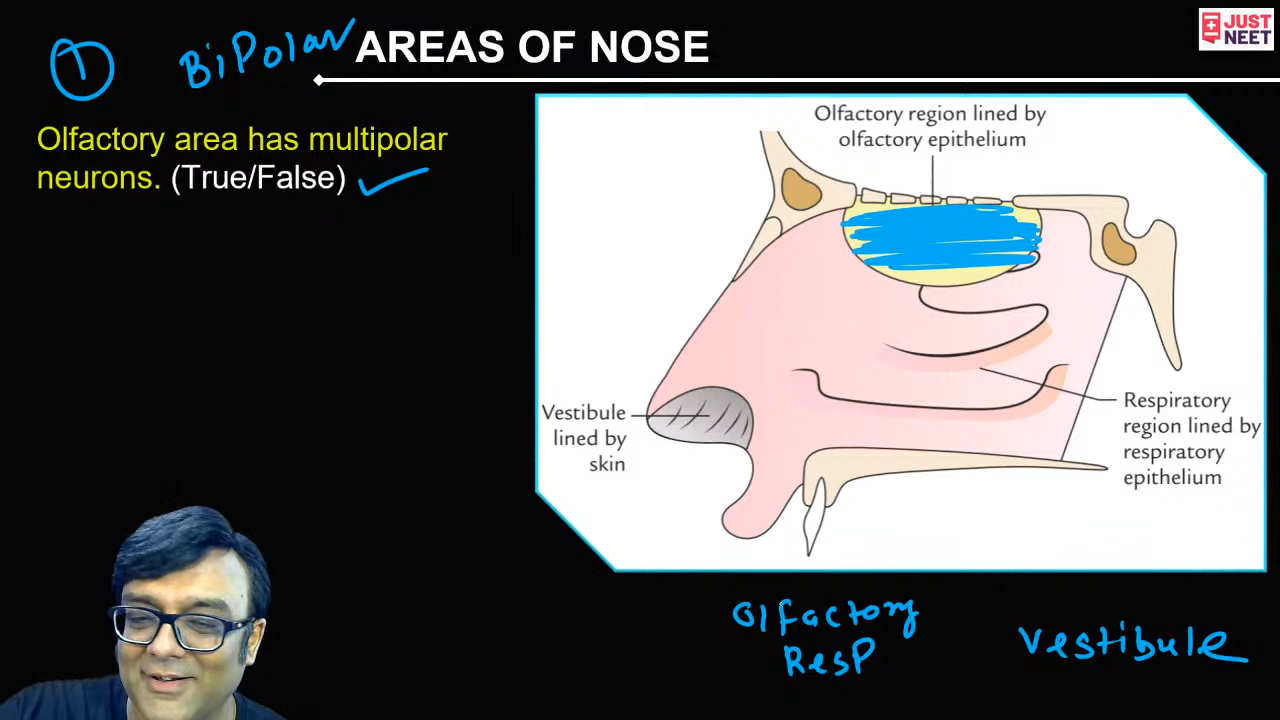 1 BiPolar AREAS OF NOSE
JUST
NEET
Olfactory area has multipolar
neurons. (True/False)
Olfactory region lined by
olfactory epithelium
Vestibule
lined by
skin
Respiratory
region lined by
respiratory
epithelium
Olfactory
ResP
Vestibule